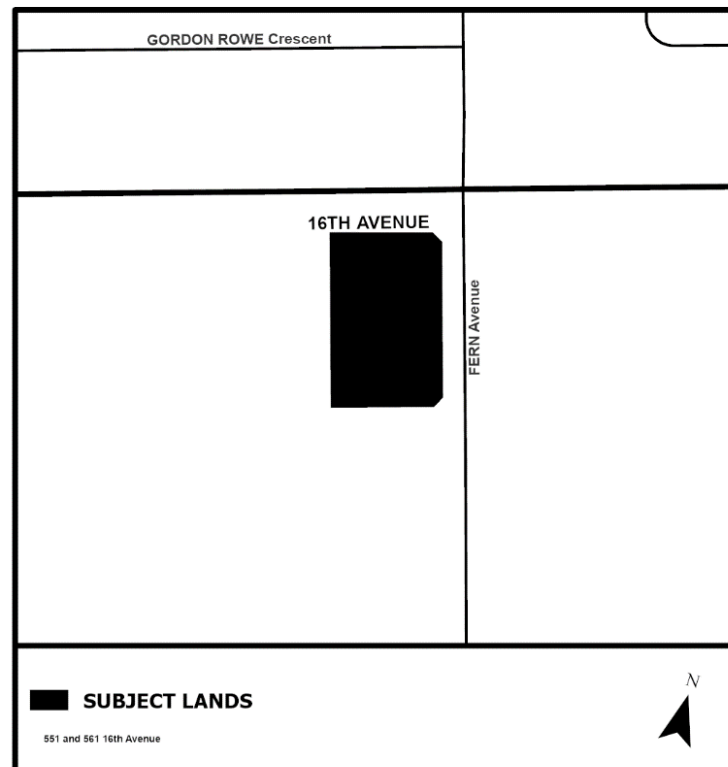 GORDON ROWE Crescent
16TH AVENUE
FERN Avenue
SUBJECT LANDS
551 and 561 16th Avenue
N